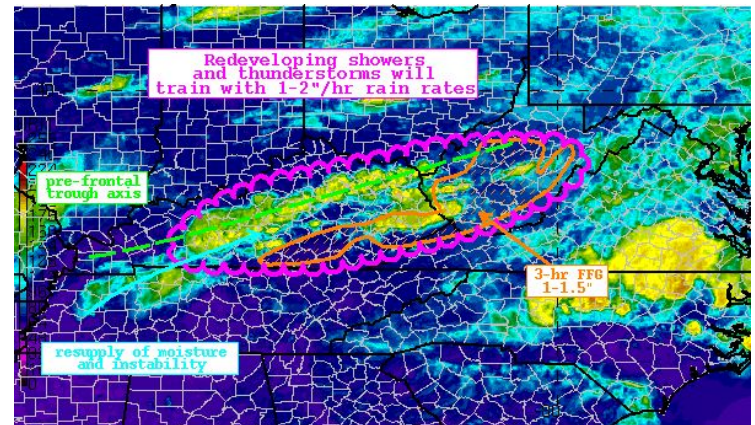 Redeveloping showers
and thunderstorms will
train with 1-2"/hr rain rates
pre-frontal
trough axis
3-hr FFG
1-1.5"
resupply of moisture
and instability